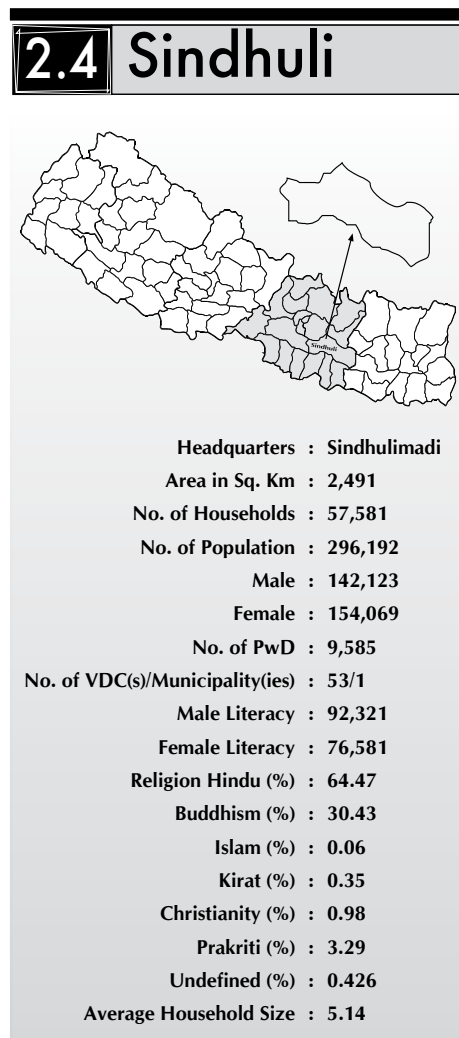 2.4 Sindhuli
Sindhuli
Headquarters : Sindhulimadi
Area in Sq. Km : 2,491
No. of Households : 57,581
No. of Population : 296,192
Male : 142,123
Female : 154,069
No. of PwD : 9,585
No. of VDC(s)/Municipality(ies) : 53/1
Male Literacy : 92,321
Female Literacy : 76,581
Religion Hindu (%) : 64.47
Buddhism (%) : 30.43
Islam (%) : 0.06
Kirat (%) : 0.35
Christianity (%) : 0.98
Prakriti (%) : 3.29
Undefined (%) : 0.426
Average Household Size : 5.14